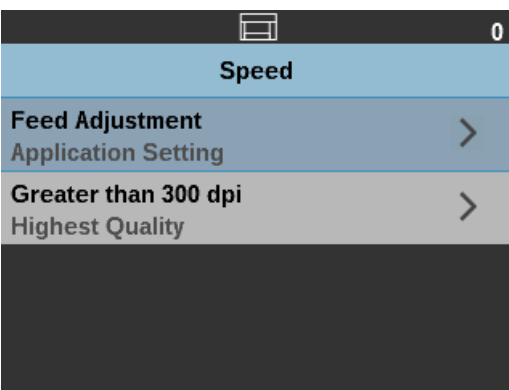 0
Speed
Feed Adjustment
Application Setting
Greater than 300 dpi
Highest Quality